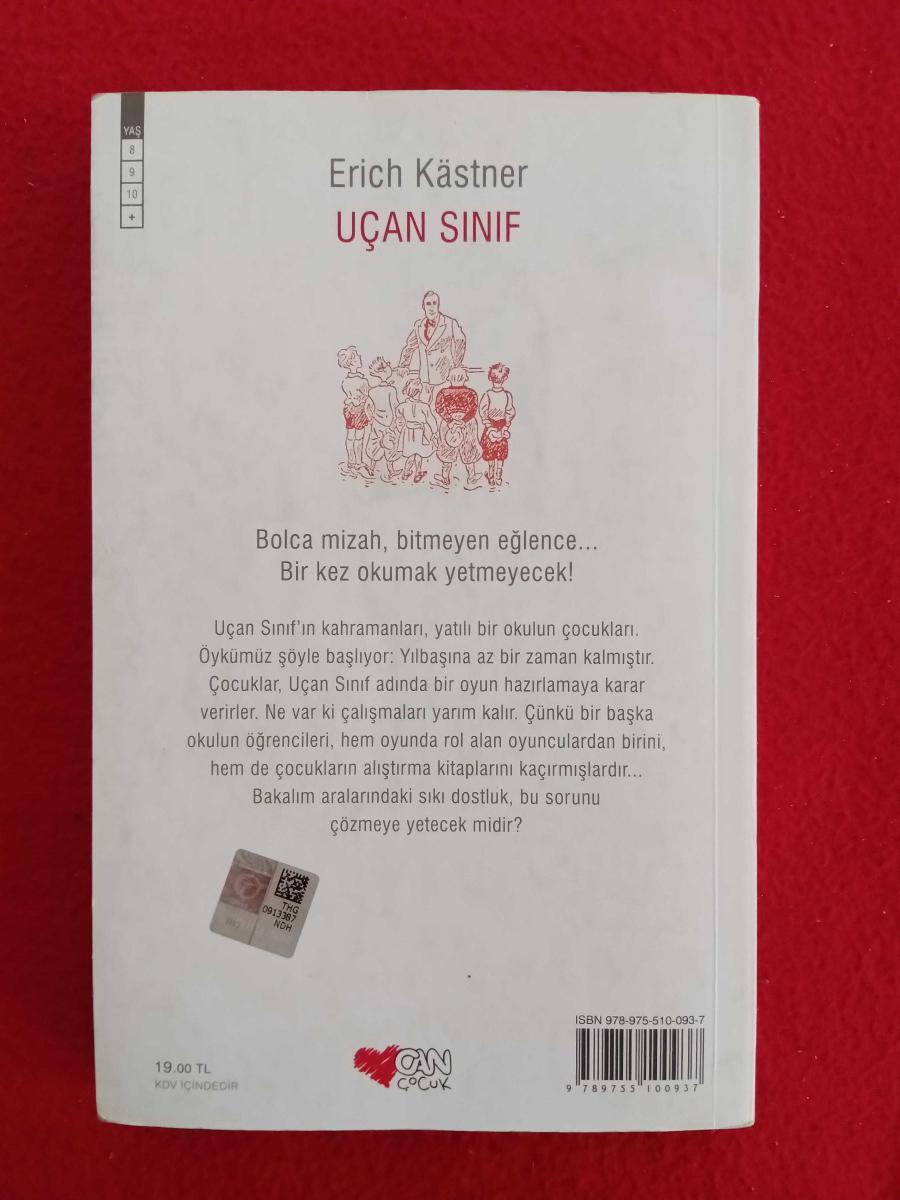 YAŞ
8
9
10
+
Erich Kästner
UÇAN SINIF
Bolca mizah, bitmeyen eğlence...
Bir kez okumak yetmeyecek!
Uçan Sınıf'ın kahramanları, yatılı bir okulun çocukları.
Öykümüz şöyle başlıyor: Yılbaşına az bir zaman kalmıştır.
Çocuklar, Uçan Sınıf adında bir oyun hazırlamaya karar
verirler. Ne var ki çalışmaları yarım kalır. Çünkü bir başka
okulun öğrencileri, hem oyunda rol alan oyunculardan birini,
hem de çocukların alıştırma kitaplarını kaçırmışlardır...
Bakalım aralarındaki sıkı dostluk, bu sorunu
çözmeye yetecek midir?
THG
0913387
NDH
19.00 TL
KDV İÇİNDEDİR
CAN
ÇOCUK
ISBN 978-975-510-093-7
9 789755 100937